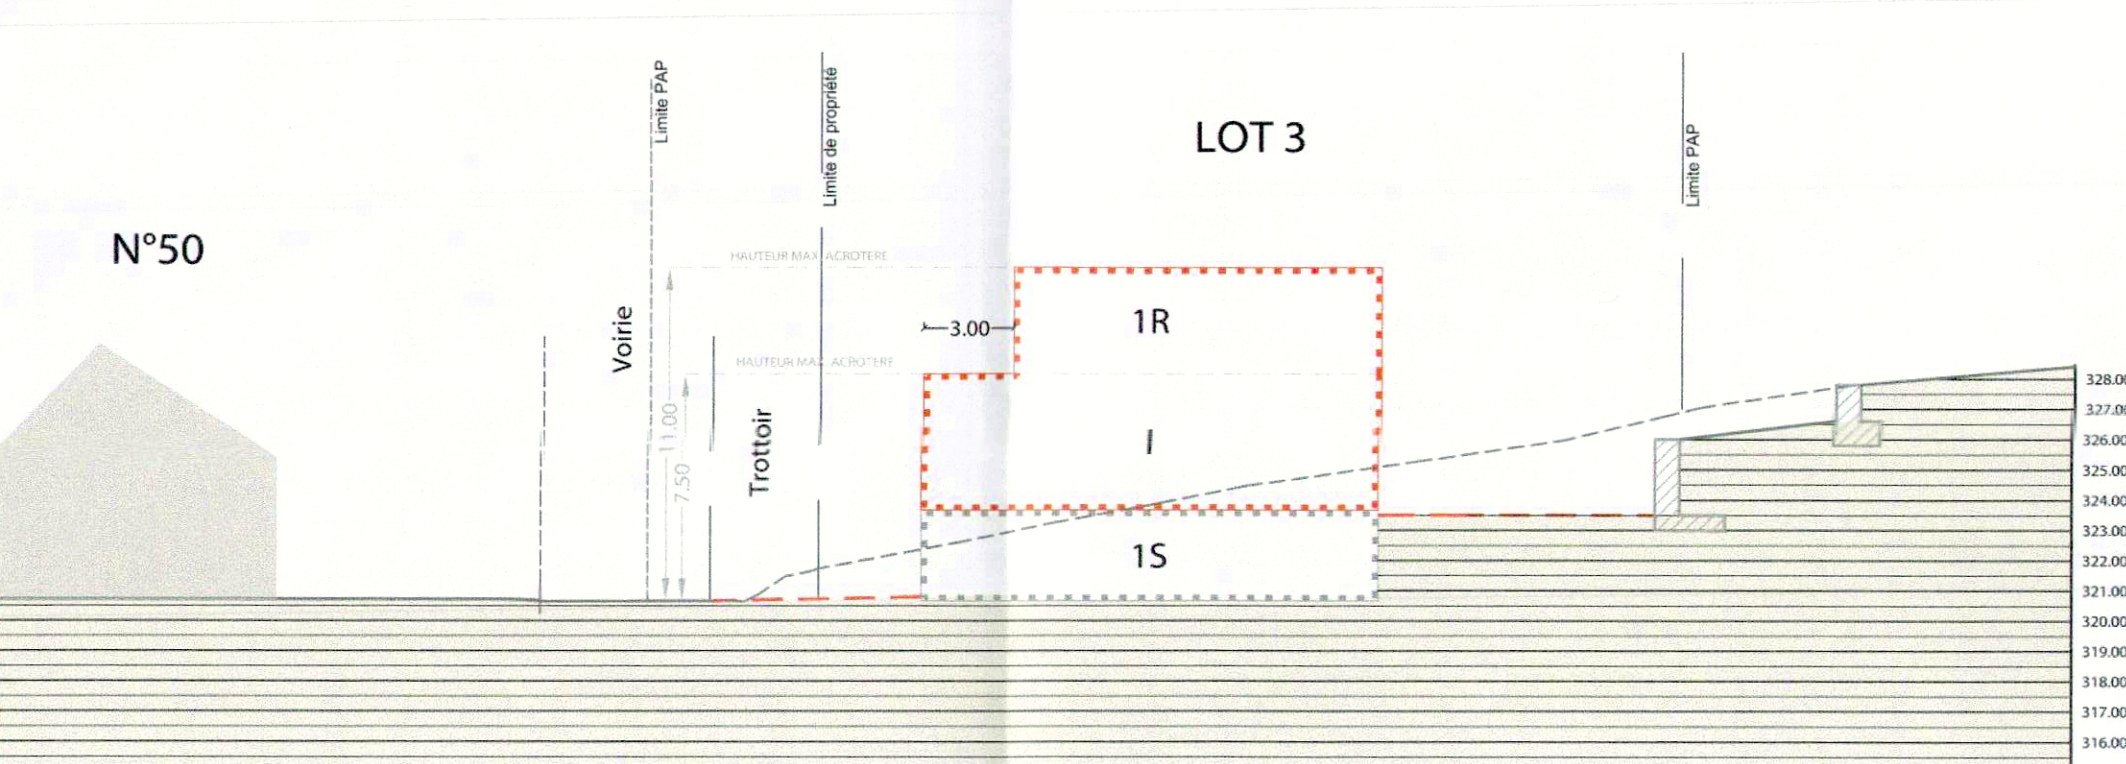 Limite PAP
Limite de propriété
LOT 3
Limite PAP
N°50
HAUTEUR MAX ACROTERE
Voirie
3.00
1R
HAUTEUR MAX ACROTERE
11.00
7.50
Trottoir
I
1S
328.00
327.00
326.00
325.00
324.00
323.00
322.00
321.00
320.00
319.00
318.00
317.00
316.00